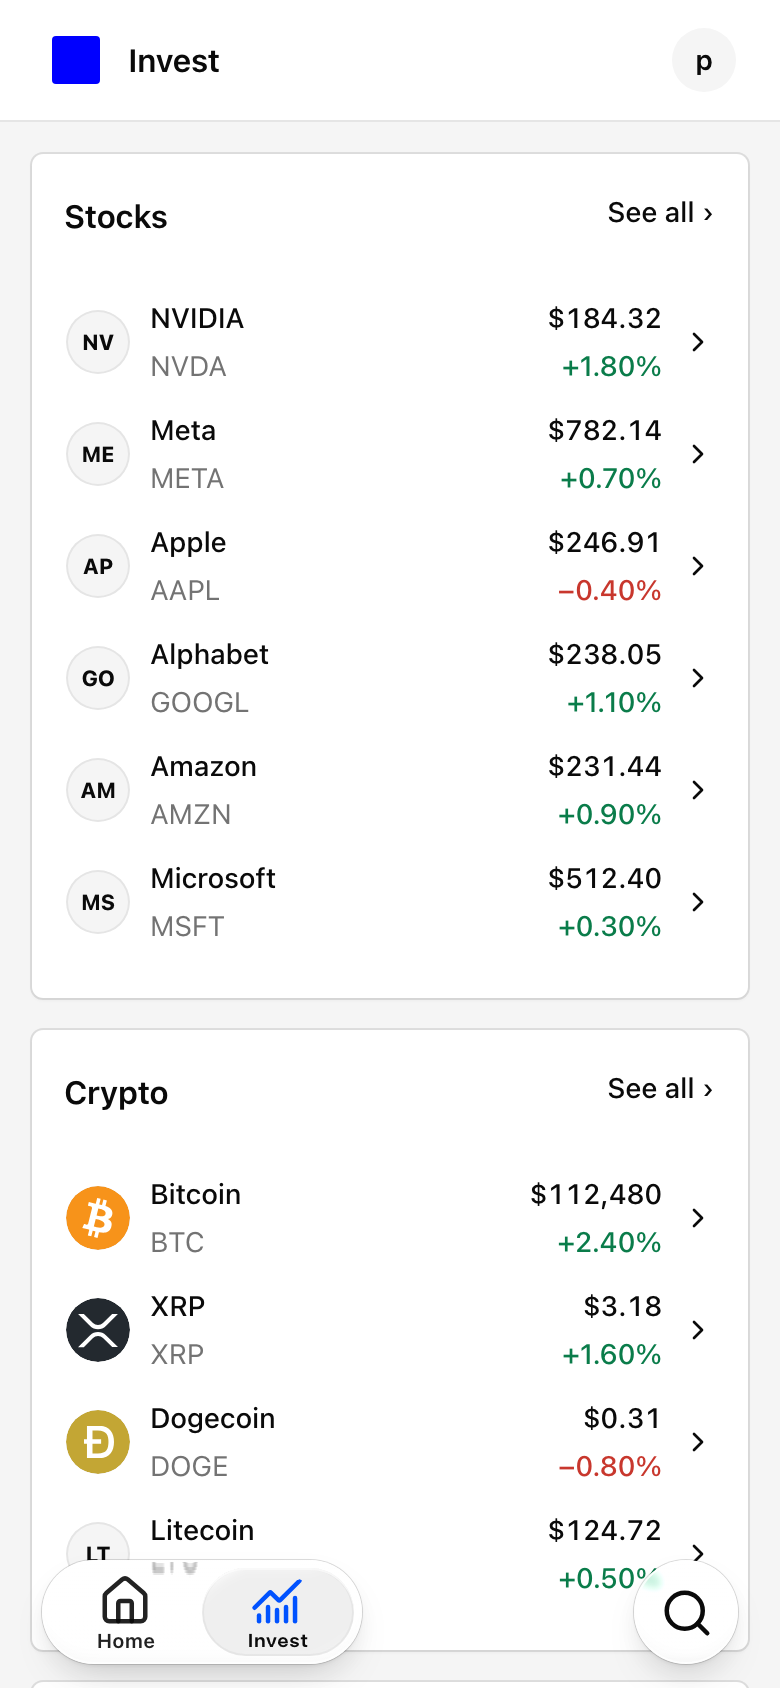 Invest
p
Stocks
See all ›
NV
NVIDIA
$184.32
NVDA
+1.80%
ME
Meta
$782.14
META
+0.70%
AP
Apple
$246.91
AAPL
−0.40%
GO
Alphabet
$238.05
GOOGL
+1.10%
AM
Amazon
$231.44
AMZN
+0.90%
MS
Microsoft
$512.40
MSFT
+0.30%
Crypto
See all ›
Bitcoin
$112,480
BTC
+2.40%
XRP
$3.18
XRP
+1.60%
Dogecoin
$0.31
DOGE
−0.80%
LT
Litecoin
$124.72
+0.50%
Home
Invest